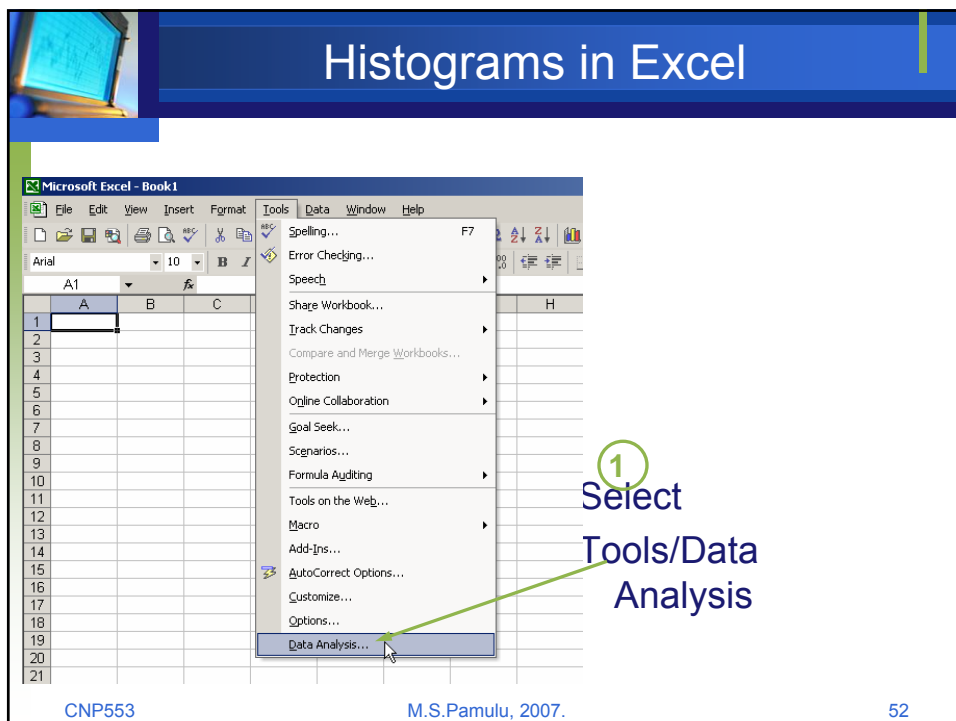 Histograms in Excel
Microsoft Excel - Book1
File Edit View Insert Format Tools Data Window Help
Spelling... F7
Arial 10 B I
Error Checking...
A1 fx
Speech
A B C H
Share Workbook...
Track Changes
Compare and Merge Workbooks...
Protection
Online Collaboration
Goal Seek...
Scenarios...
Formula Auditing
Tools on the Web...
Macro
Add-Ins...
AutoCorrect Options...
Customize...
Options...
Data Analysis...
1
2
3
4
5
6
7
8
9
10
11
12
13
14
15
16
17
18
19
20
21
1
Select
Tools/Data
Analysis
CNP553 M.S.Pamulu, 2007. 52